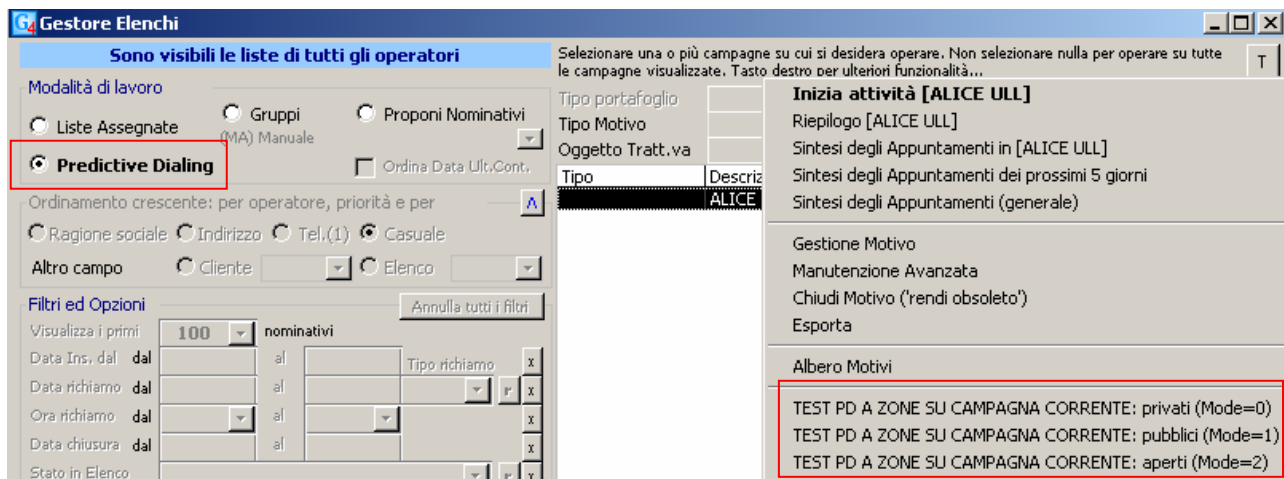 G4 Gestore Elenchi
Sono visibili le liste di tutti gli operatori
Modalità di lavoro
Liste Assegnate
Gruppi
Proponi Nominativi
(MA) Manuale
Predictive Dialing
Ordina Data Ult.Cont.
Ordinamento crescente: per operatore, priorità e per
Λ
Ragione sociale
Indirizzo
Tel.(1)
Casuale
Altro campo
Cliente
Elenco
Filtri ed Opzioni
Annulla tutti i filtri
Visualizza i primi 100 nominativi
Data Ins. dal dal al Tipo richiamo x
Data richiamo dal al r x
Ora richiamo dal al x
Data chiusura dal al x
Stato in Elenco r x
Selezionare una o più campagne su cui si desidera operare. Non selezionare nulla per operare su tutte
le campagne visualizzate. Tasto destro per ulteriori funzionalità...
T
Tipo portafoglio
Tipo Motivo
Oggetto Tratt.va
Tipo Descriz
ALICE
Inizia attività [ALICE ULL]
Riepilogo [ALICE ULL]
Sintesi degli Appuntamenti in [ALICE ULL]
Sintesi degli Appuntamenti dei prossimi 5 giorni
Sintesi degli Appuntamenti (generale)
Gestione Motivo
Manutenzione Avanzata
Chiudi Motivo ('rendi obsoleto')
Esporta
Albero Motivi
TEST PD A ZONE SU CAMPAGNA CORRENTE: privati (Mode=0)
TEST PD A ZONE SU CAMPAGNA CORRENTE: pubblici (Mode=1)
TEST PD A ZONE SU CAMPAGNA CORRENTE: aperti (Mode=2)